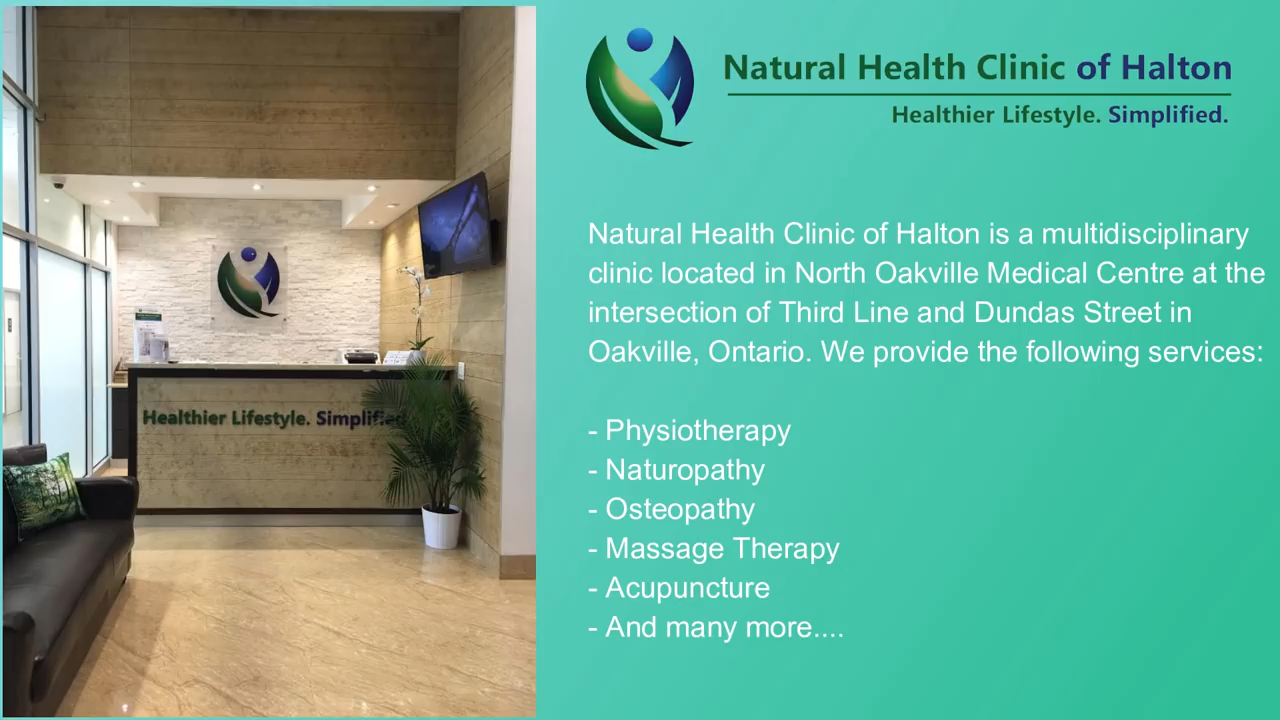 Natural Health Clinic of Halton
Healthier Lifestyle. Simplified.
Natural Health Clinic of Halton is a multidisciplinary
clinic located in North Oakville Medical Centre at the
intersection of Third Line and Dundas Street in
Oakville, Ontario. We provide the following services:
- Physiotherapy
- Naturopathy
- Osteopathy
- Massage Therapy
- Acupuncture
- And many more....
Healthier Lifestyle. Simplified